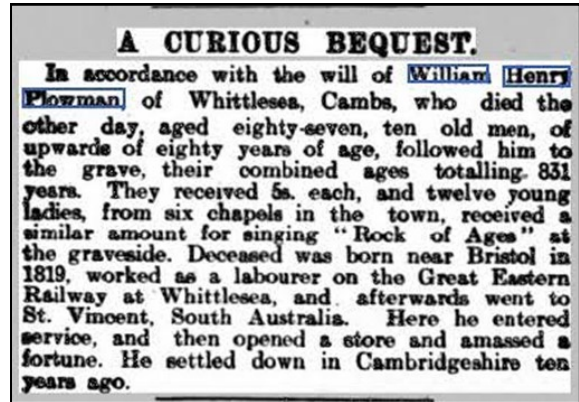 A CURIOUS BEQUEST.
In accordance with the will of William Henry
Plowman, of Whittlesea, Cambs, who died the
other day, aged eighty-seven, ten old men, of
upwards of eighty years of age, followed him to
the grave, their combined ages totalling 831
years. They received 5s. each, and twelve young
ladies, from six chapels in the town, received a
similar amount for singing "Rock of Ages" at
the graveside. Deceased was born near Bristol in
1819, worked as a labourer on the Great Eastern
Railway at Whittlesea, and afterwards went to
St. Vincent, South Australia. Here he entered
service, and then opened a store and amassed a
fortune. He settled down in Cambridgeshire ten
years ago.